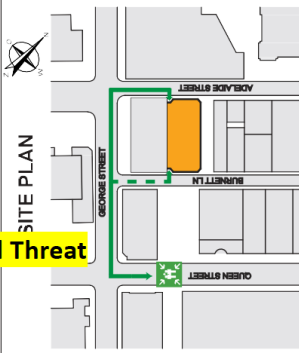 N
ADELAIDE STREET
GEORGE STREET
BURNETT LN
SITE PLAN
Threat
QUEEN STREET